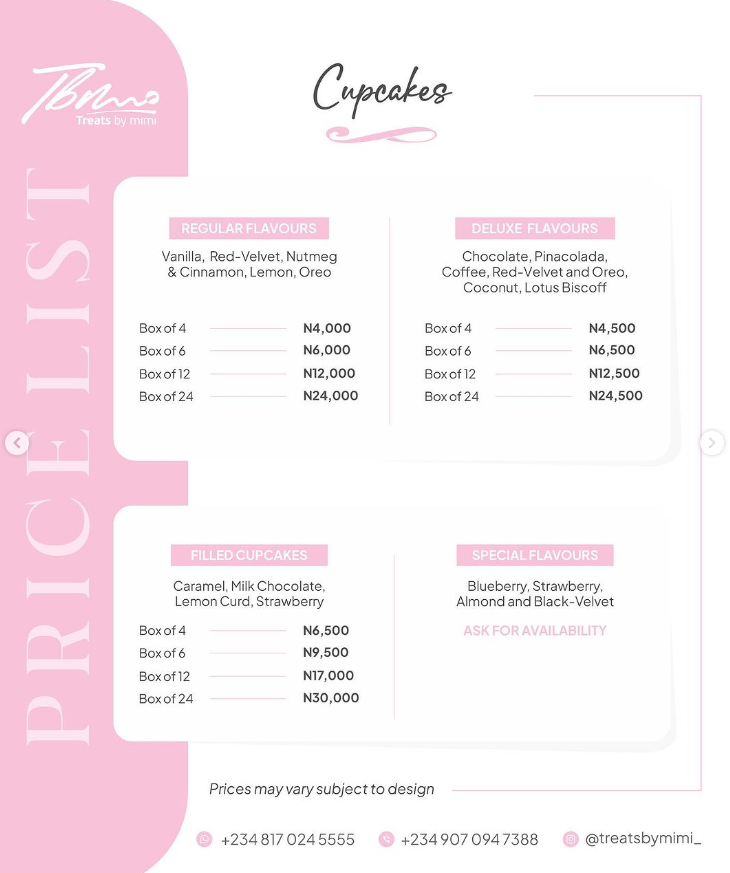 Treats by mimi
PRICE LIST
Cupcakes
REGULAR FLAVOURS
Vanilla, Red-Velvet, Nutmeg
& Cinnamon, Lemon, Oreo
Box of 4 N4,000
Box of 6 N6,000
Box of 12 N12,000
Box of 24 N24,000
DELUXE FLAVOURS
Chocolate, Pinacolada,
Coffee, Red-Velvet and Oreo,
Coconut, Lotus Biscoff
Box of 4 N4,500
Box of 6 N6,500
Box of 12 N12,500
Box of 24 N24,500
FILLED CUPCAKES
Caramel, Milk Chocolate,
Lemon Curd, Strawberry
Box of 4 N6,500
Box of 6 N9,500
Box of 12 N17,000
Box of 24 N30,000
SPECIAL FLAVOURS
Blueberry, Strawberry,
Almond and Black-Velvet
ASK FOR AVAILABILITY
Prices may vary subject to design
+234 817 024 5555 +234 907 094 7388 @treatsbymimi_